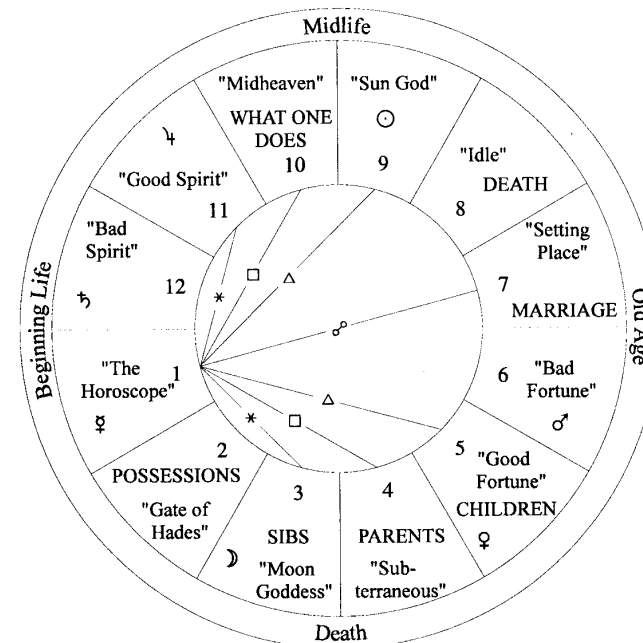 Midlife
"Midheaven"
WHAT ONE
DOES
10
"Sun God"
☉
9
"Idle"
DEATH
8
"Setting
Place"
7
MARRIAGE
Old Age
6
"Bad
Fortune"
♂
5
"Good
Fortune"
CHILDREN
♀
4
PARENTS
"Sub-
terraneous"
3
SIBS
☽
"Moon
Goddess"
Death
2
POSSESSIONS
"Gate of
Hades"
"The
Horoscope"
1
☿
Beginning Life
"Bad
Spirit"
12
♄
♃
"Good Spirit"
11